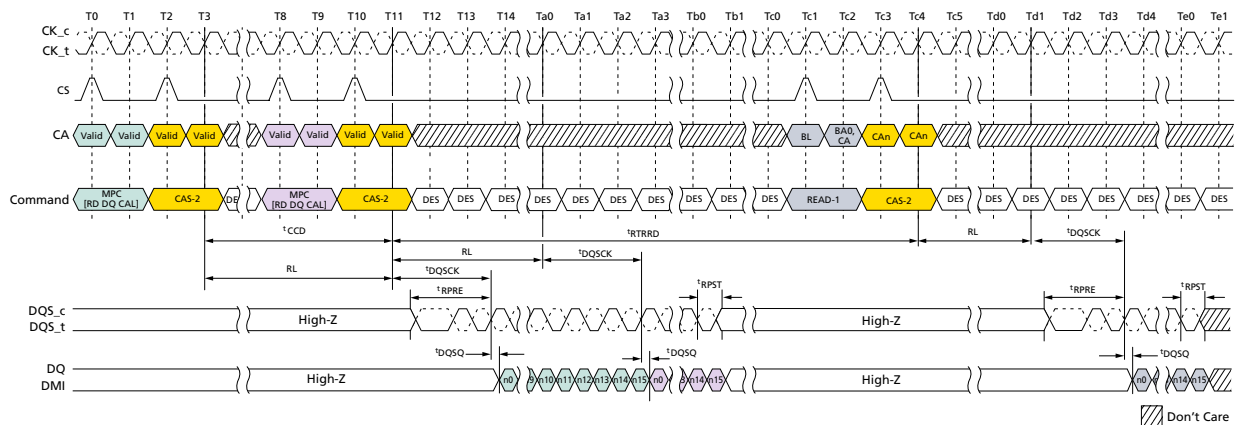 T0 T1 T2 T3 T8 T9 T10 T11 T12 T13 T14 Ta0 Ta1 Ta2 Ta3 Tb0 Tb1 Tc0 Tc1 Tc2 Tc3 Tc4 Tc5 Td0 Td1 Td2 Td3 Td4 Te0 Te1
CK_c
CK_t
CS
CA Valid Valid Valid Valid Valid Valid Valid Valid BL BA0, CA CAn CAn
Command MPC [RD DQ CAL] CAS-2 DE MPC [RD DQ CAL] CAS-2 DES DES DES DES DES DES DES DES DES DES READ-1 CAS-2 DES DES DES DES DES DES DES
tCCD tRTRRD RL tDQSCK
RL RL tDQSCK
tDQSCK
tRPRE tRPST tRPRE tRPST
DQS_c
DQS_t High-Z High-Z
tDQSQ tDQSQ tDQSQ
DQ
DMI High-Z n0 9 n10 n11 n12 n13 n14 n15 n0 3 n14 n15 High-Z n0 n14 n15
Don't Care